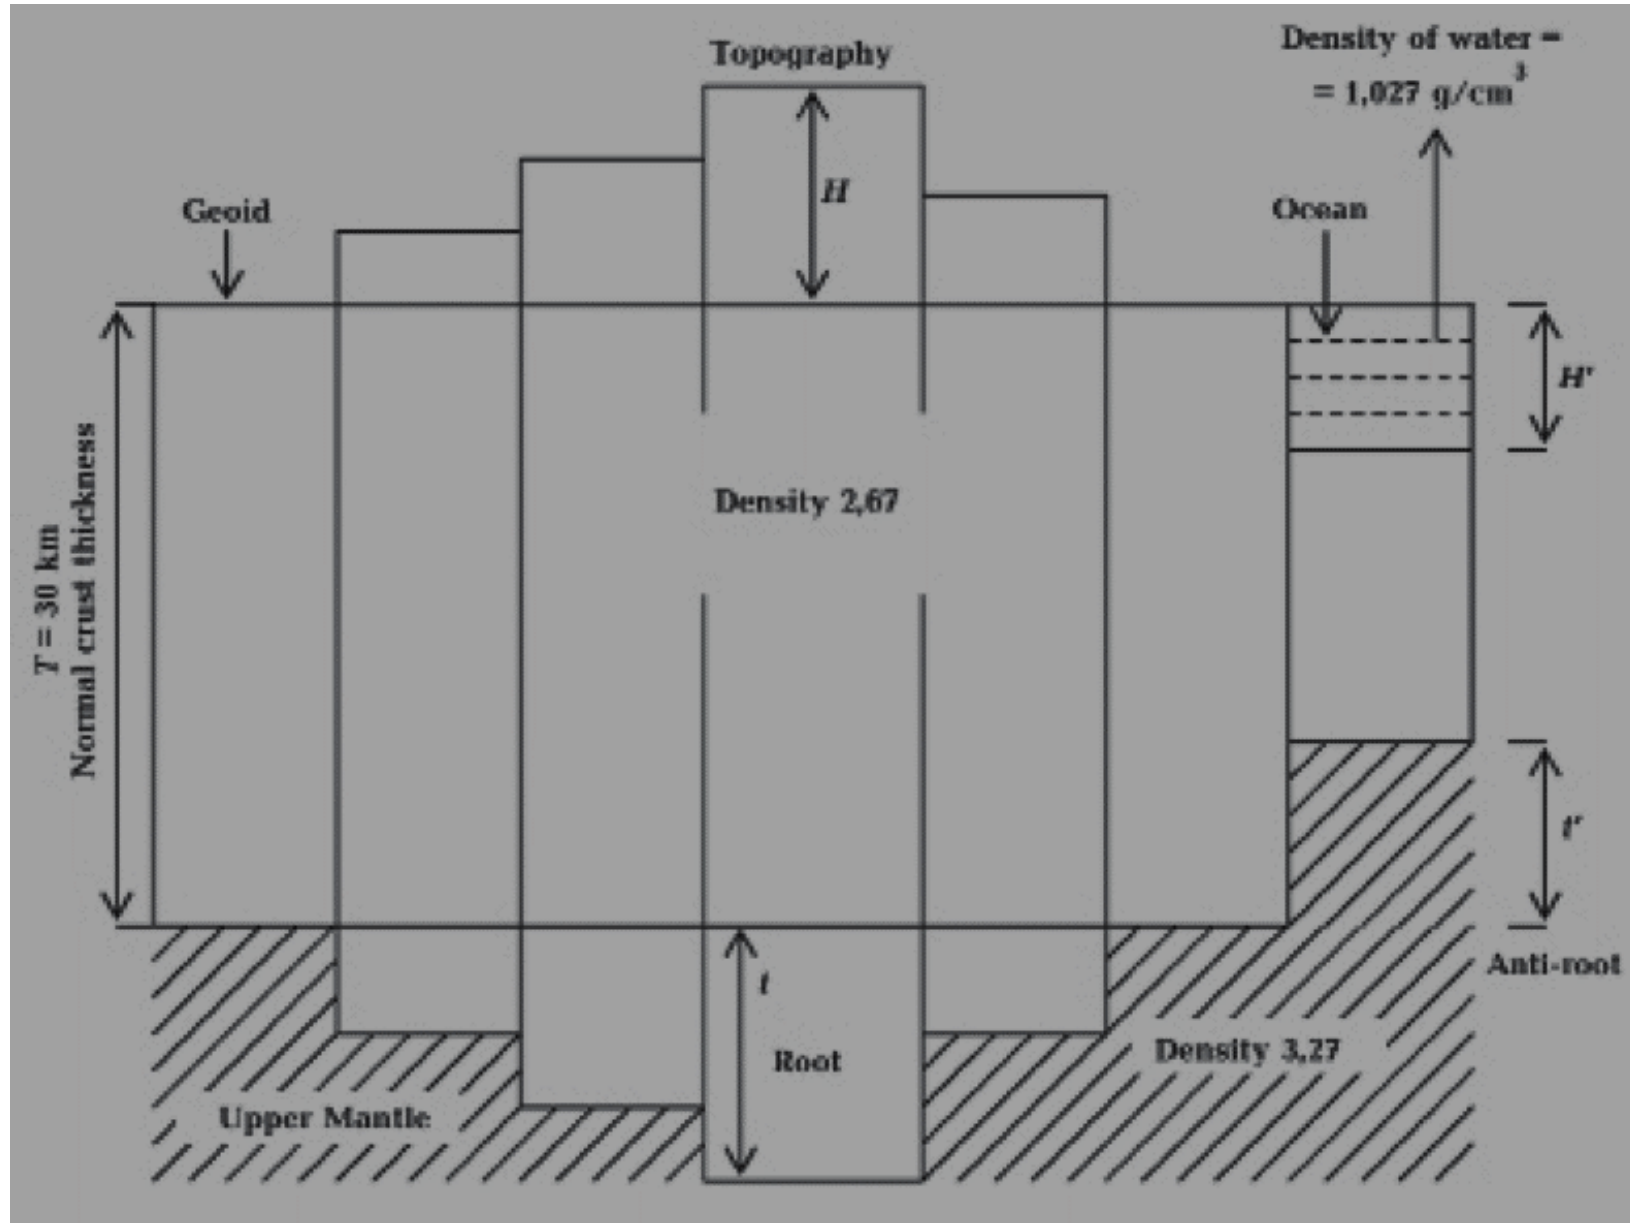 Topography
Density of water =
= 1,027 g/cm³
H
Geoid
Ocean
H'
T = 30 km
Normal crust thickness
Density 2,67
t'
Anti-root
t
Root
Density 3,27
Upper Mantle